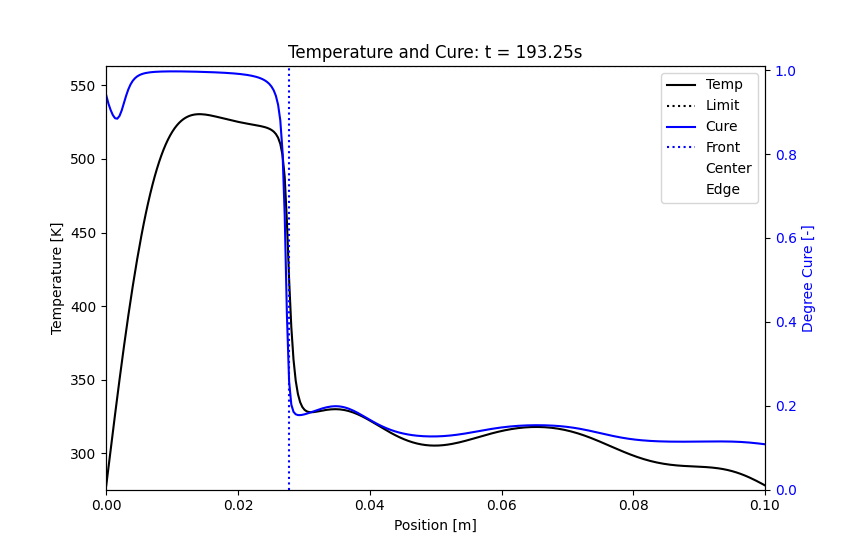 Temperature and Cure: t = 193.25s
Temperature [K]
550
500
450
400
350
300
Temp
Limit
Cure
Front
Center
Edge
1.0
0.8
0.6
0.4
0.2
0.0
Degree Cure [-]
0.00
0.02
0.04
0.06
0.08
0.10
Position [m]